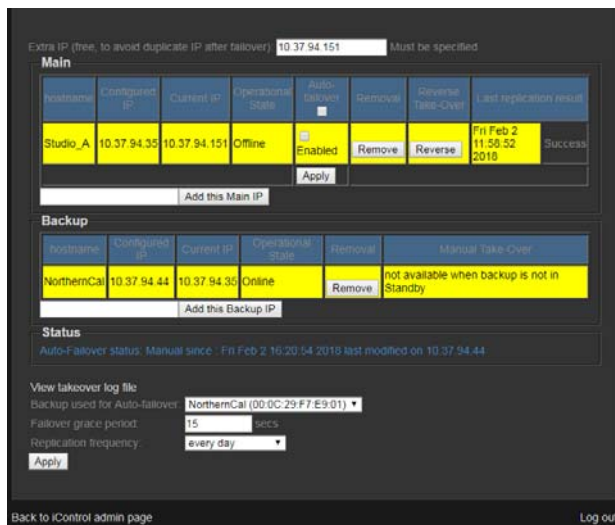 Extra IP (free, to avoid duplicate IP after failover) 10.37.94.151 Must be specified
Main
hostname Configured IP Current IP Operational State Auto-failover Removal Reverse Take-Over Last replication result
Studio_A 10.37.94.35 10.37.94.151 Offline Enabled Remove Reverse Fri Feb 2 11:58:52 2018 Success
Apply
Add this Main IP
Backup
hostname Configured IP Current IP Operational State Removal Manual Take-Over
NorthernCal 10.37.94.44 10.37.94.35 Online Remove not available when backup is not in Standby
Add this Backup IP
Status
Auto-Failover status: Manual since : Fri Feb 2 16:20:54 2018 last modified on 10.37.94.44
View takeover log file
Backup used for Auto-failover: NorthernCal (00:0C:29:F7:E9:01)
Failover grace period: 15 secs
Replication frequency: every day
Apply
Back to iControl admin page Log out